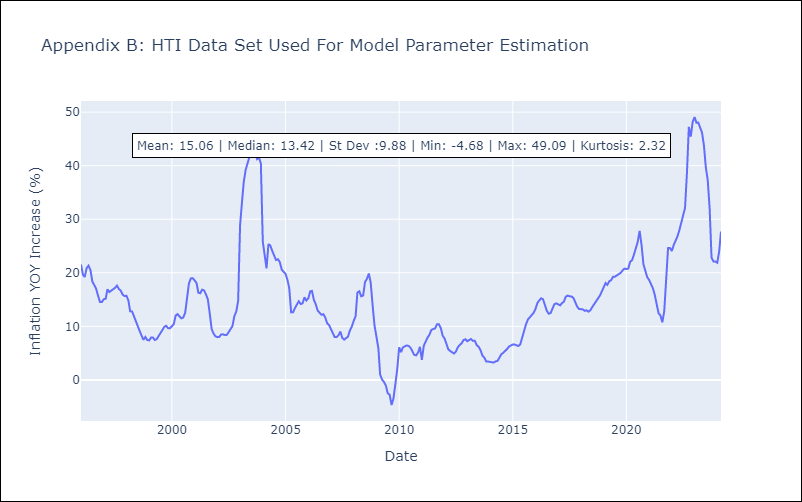 Appendix B: HTI Data Set Used For Model Parameter Estimation
Mean: 15.06 | Median: 13.42 | St Dev :9.88 | Min: -4.68 | Max: 49.09 | Kurtosis: 2.32
Inflation YOY Increase (%)
50
40
30
20
10
0
2000
2005
2010
2015
2020
Date